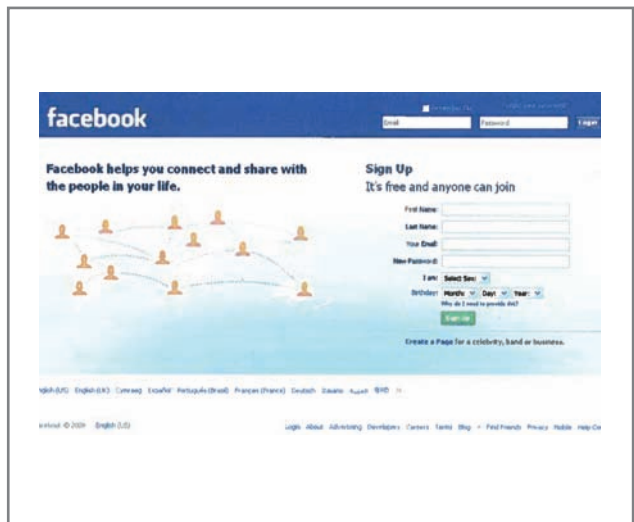 facebook
Email
Password
Login
Facebook helps you connect and share with
the people in your life.
Sign Up
It's free and anyone can join
First Name:
Last Name:
Your Email:
New Password:
I am: Select Sex:
Birthday: Month: Day: Year:
Why do I need to provide this?
Sign Up
Create a Page for a celebrity, band or business.
English (UK) Cymraeg Español Português (Brasil) Français (France) Deutsch Italiano العربية हिन्दी
© 2009 English (US)
Login About Advertising Developers Careers Terms Blog Find Friends Privacy Mobile